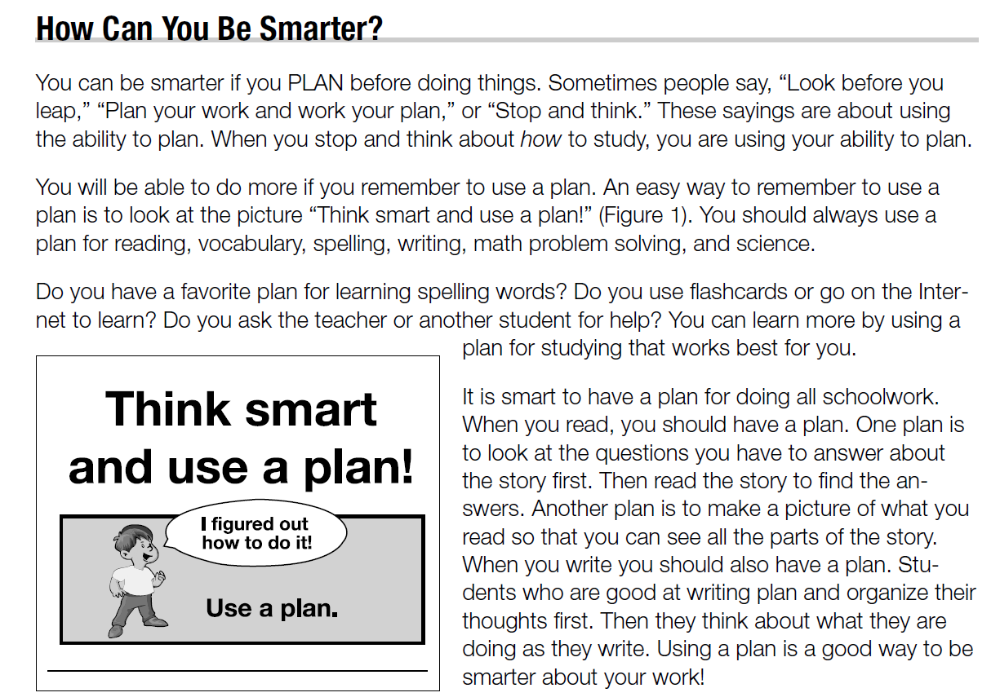 How Can You Be Smarter?
You can be smarter if you PLAN before doing things. Sometimes people say, “Look before you
leap,” “Plan your work and work your plan,” or “Stop and think.” These sayings are about using
the ability to plan. When you stop and think about how to study, you are using your ability to plan.
You will be able to do more if you remember to use a plan. An easy way to remember to use a
plan is to look at the picture “Think smart and use a plan!” (Figure 1). You should always use a
plan for reading, vocabulary, spelling, writing, math problem solving, and science.
Do you have a favorite plan for learning spelling words? Do you use flashcards or go on the Inter-
net to learn? Do you ask the teacher or another student for help? You can learn more by using a
plan for studying that works best for you.
It is smart to have a plan for doing all schoolwork.
When you read, you should have a plan. One plan is
to look at the questions you have to answer about
the story first. Then read the story to find the an-
swers. Another plan is to make a picture of what you
read so that you can see all the parts of the story.
When you write you should also have a plan. Stu-
dents who are good at writing plan and organize their
thoughts first. Then they think about what they are
doing as they write. Using a plan is a good way to be
smarter about your work!
Think smart
and use a plan!
I figured out
how to do it!
Use a plan.